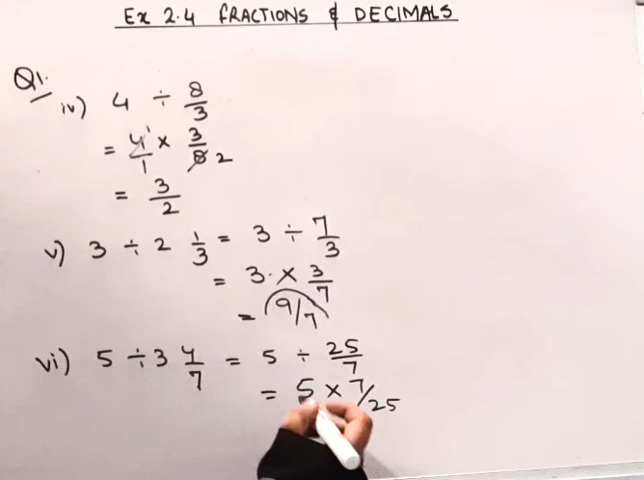 Ex 2.4 FRACTIONS & DECIMALS
Q1.
iv) 4 ÷ 8/3
= 4/1 1 × 3/8 2
= 3/2
v) 3 ÷ 2 1/3 = 3 ÷ 7/3
= 3. × 3/7
= 9/7
vi) 5 ÷ 3 4/7 = 5 ÷ 25/7
= 5 × 7/25